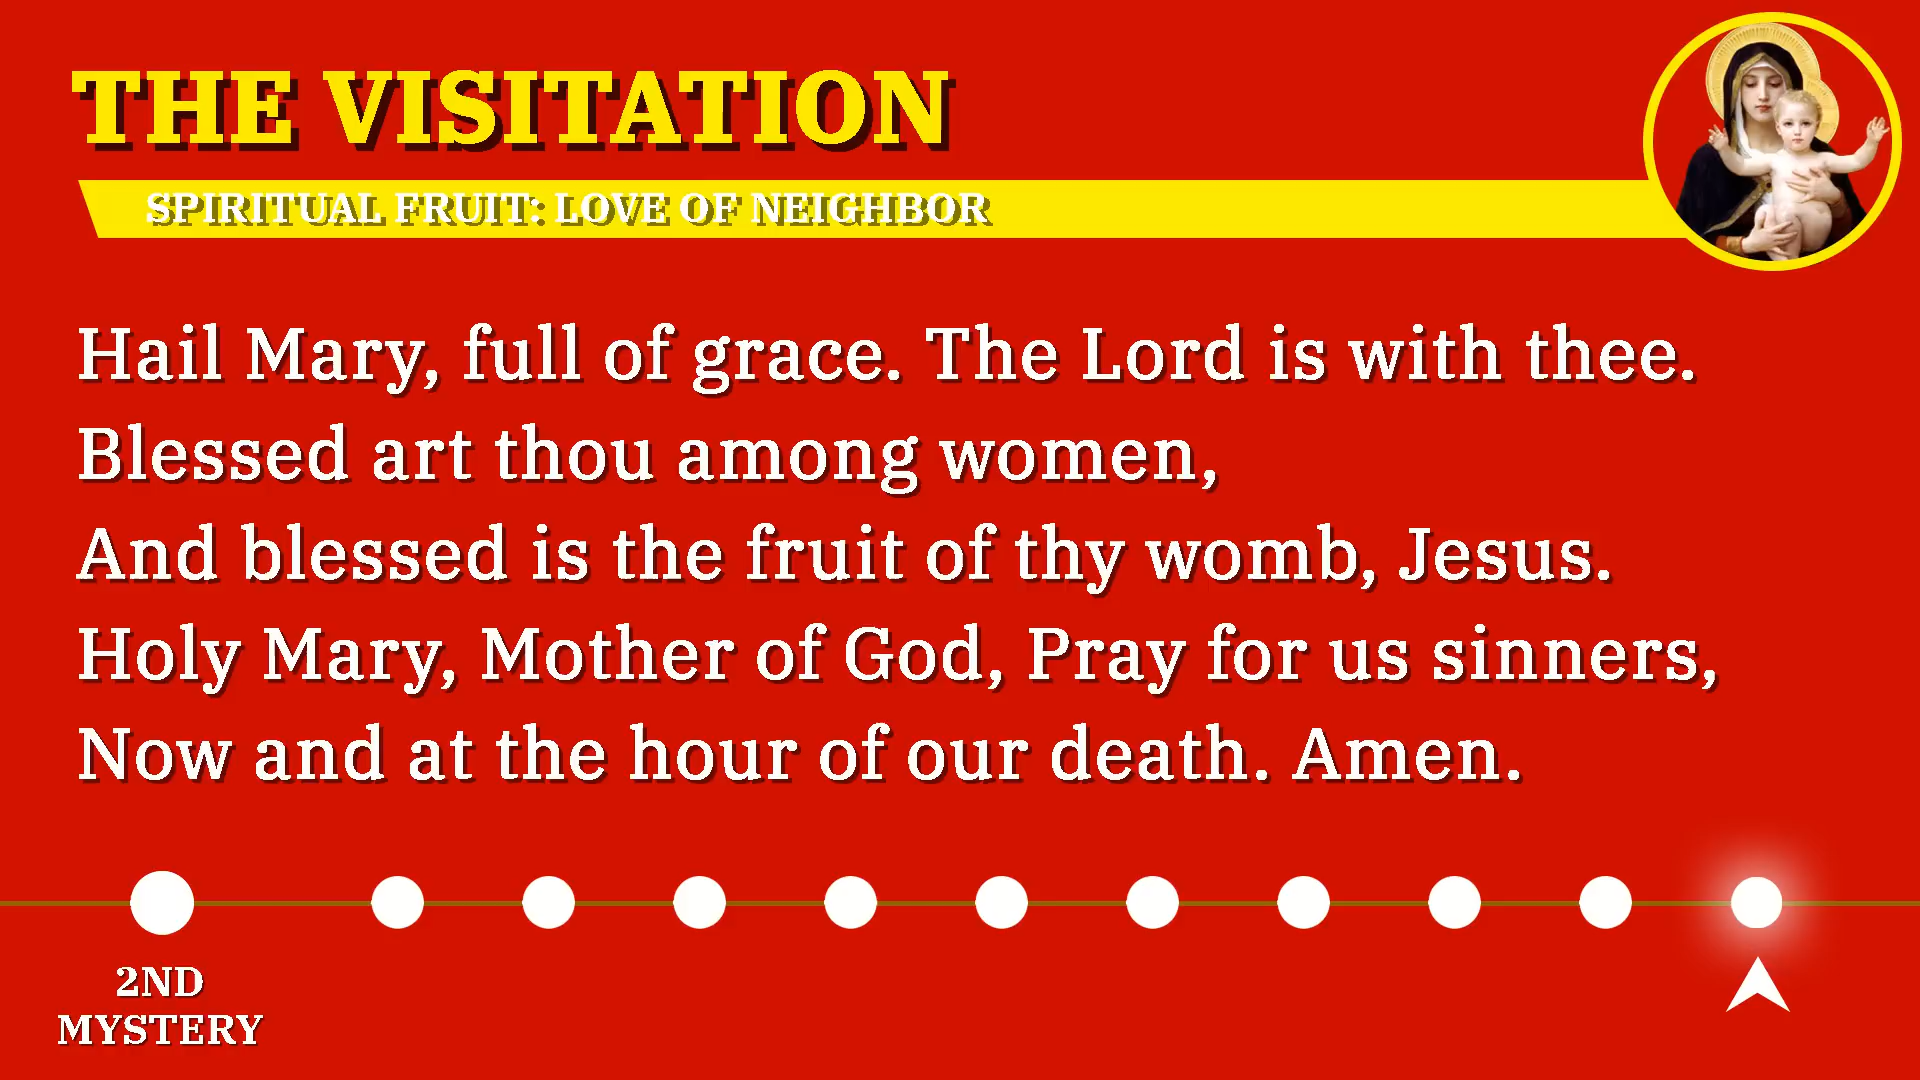 THE VISITATION
SPIRITUAL FRUIT: LOVE OF NEIGHBOR
Hail Mary, full of grace. The Lord is with thee.
Blessed art thou among women,
And blessed is the fruit of thy womb, Jesus.
Holy Mary, Mother of God, Pray for us sinners,
Now and at the hour of our death. Amen.
2ND
MYSTERY